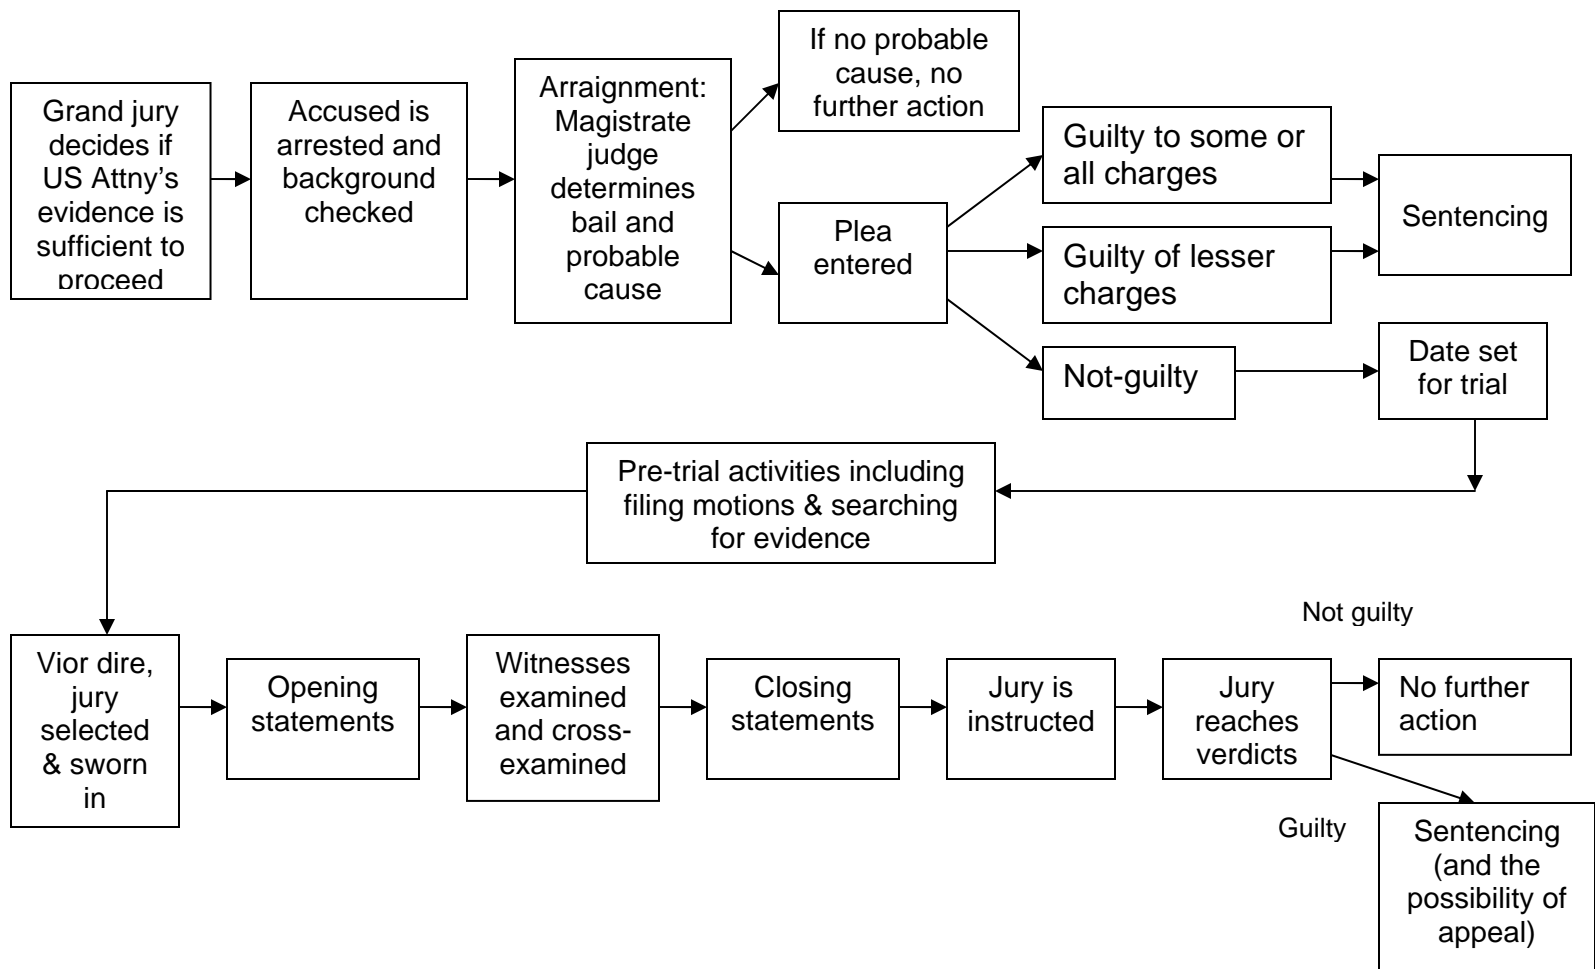 Grand jury
decides if
US Attny's
evidence is
sufficient to
proceed
Accused is
arrested and
background
checked
Arraignment:
Magistrate
judge
determines
bail and
probable
cause
If no probable
cause, no
further action
Plea
entered
Guilty to some or
all charges
Guilty of lesser
charges
Not-guilty
Sentencing
Date set
for trial
Pre-trial activities including
filing motions & searching
for evidence
Vior dire,
jury
selected
& sworn
in
Opening
statements
Witnesses
examined
and cross-
examined
Closing
statements
Jury is
instructed
Jury
reaches
verdicts
Not guilty
No further
action
Guilty
Sentencing
(and the
possibility of
appeal)